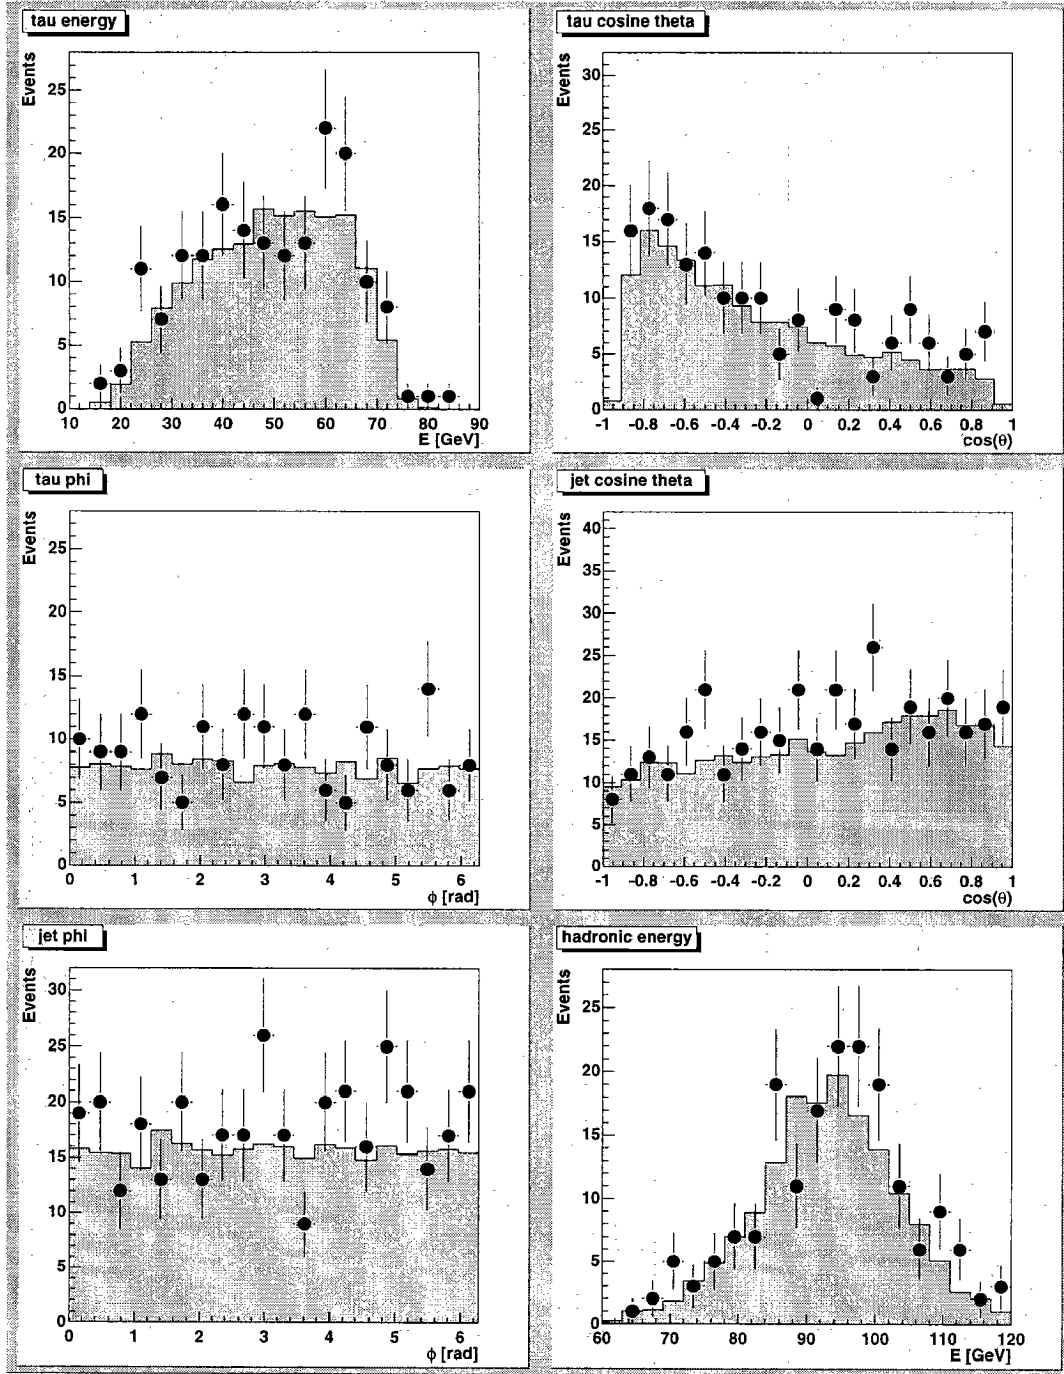 tau energy
Events
25
20
15
10
5
0
10 20 30 40 50 60 70 80 90
E [GeV]
tau cosine theta
Events
30
25
20
15
10
5
0
-1 -0.8 -0.6 -0.4 -0.2 0 0.2 0.4 0.6 0.8 1
cos(θ)
tau phi
Events
25
20
15
10
5
0
0 1 2 3 4 5 6
ϕ [rad]
jet cosine theta
Events
40
35
30
25
20
15
10
5
0
-1 -0.8 -0.6 -0.4 -0.2 0 0.2 0.4 0.6 0.8 1
cos(θ)
jet phi
Events
30
25
20
15
10
5
0
0 1 2 3 4 5 6
ϕ [rad]
hadronic energy
Events
25
20
15
10
5
0
60 70 80 90 100 110 120
E [GeV]